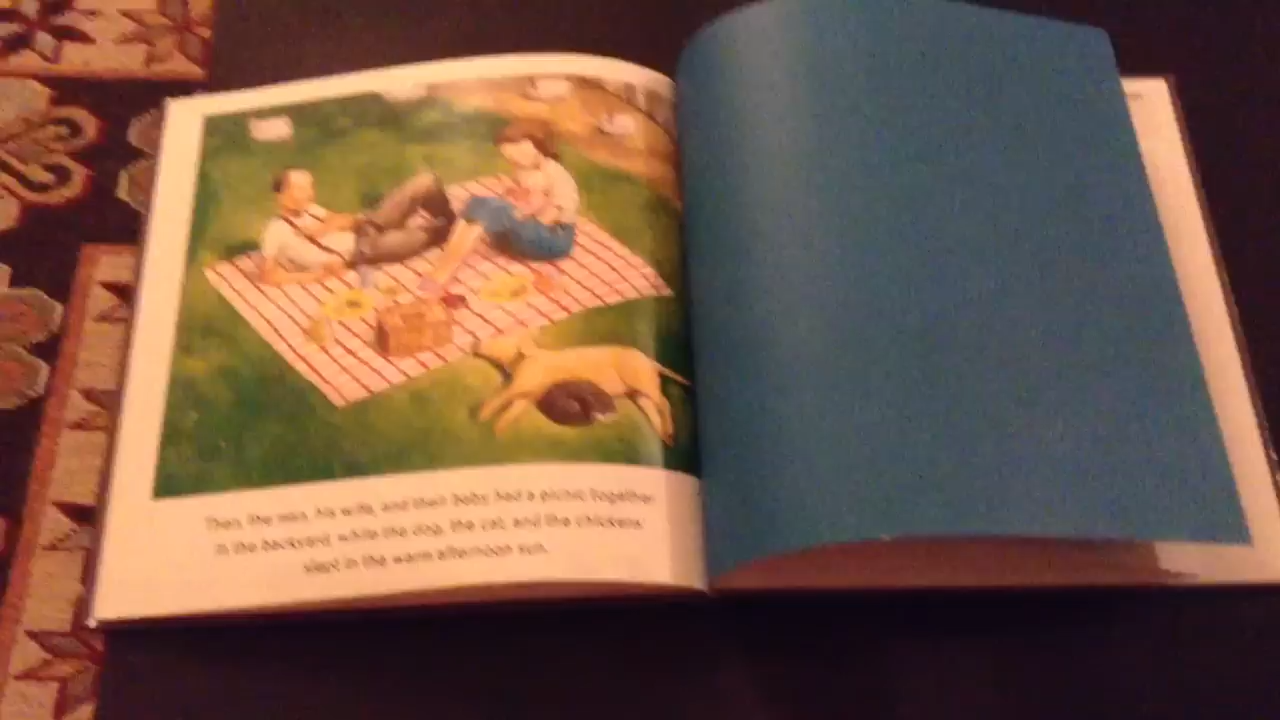 Then, the man, his wife, and their baby had a picnic together
in the backyard, while the dog, the cat, and the chickens
slept in the warm afternoon sun.